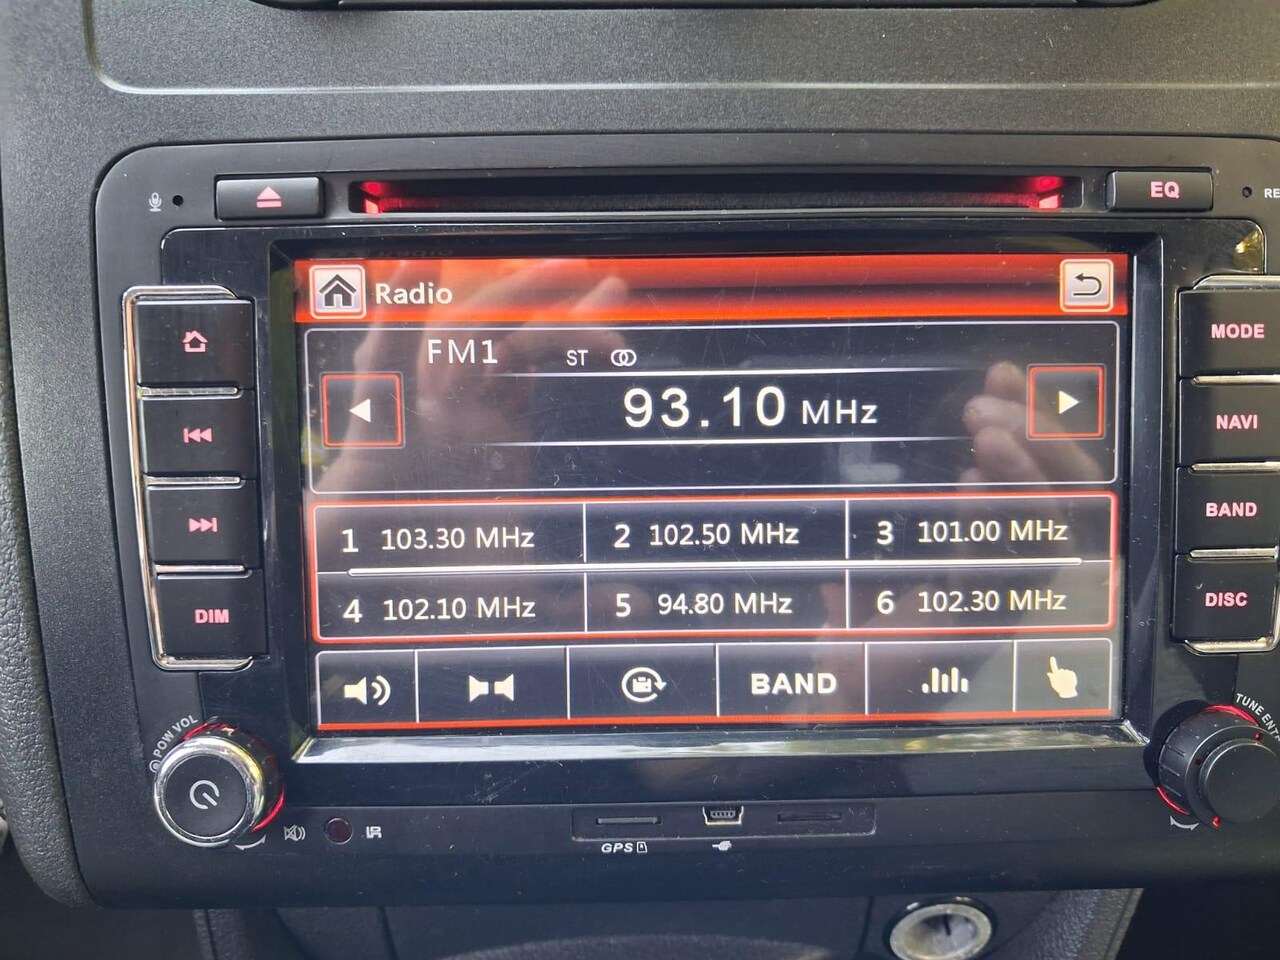 EQ
Radio
FM1 ST
93.10 MHz
1 103.30 MHz 2 102.50 MHz 3 101.00 MHz
4 102.10 MHz 5 94.80 MHz 6 102.30 MHz
BAND
DIM
MODE
NAVI
BAND
DISC
POW VOL
TUNE
IR
GPS